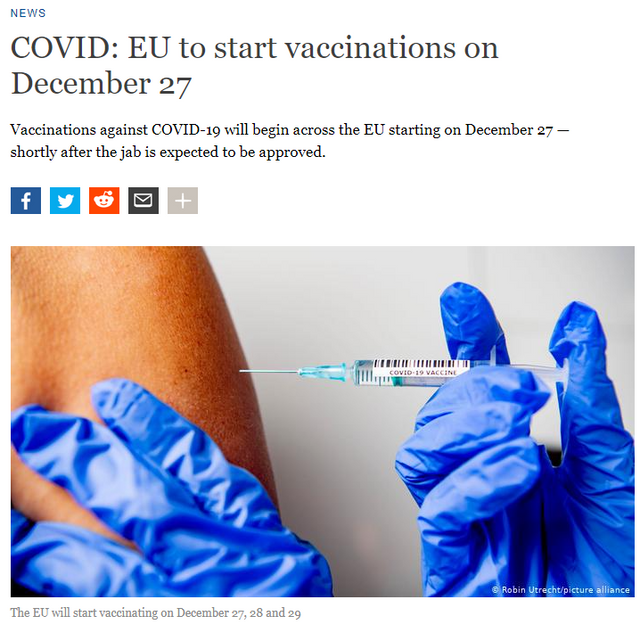 NEWS
COVID: EU to start vaccinations on
December 27
Vaccinations against COVID-19 will begin across the EU starting on December 27 —
shortly after the jab is expected to be approved.
COVID-19 VACCINE
© Robin Utrecht/picture alliance
The EU will start vaccinating on December 27, 28 and 29